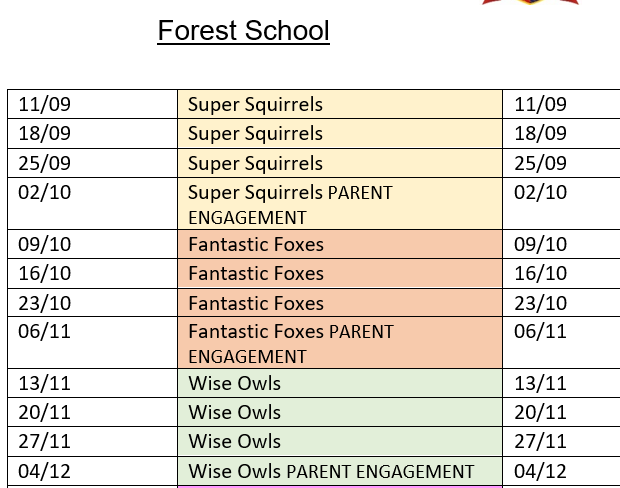 Forest School
11/09 Super Squirrels 11/09
18/09 Super Squirrels 18/09
25/09 Super Squirrels 25/09
02/10 Super Squirrels PARENT 02/10
ENGAGEMENT
09/10 Fantastic Foxes 09/10
16/10 Fantastic Foxes 16/10
23/10 Fantastic Foxes 23/10
06/11 Fantastic Foxes PARENT 06/11
ENGAGEMENT
13/11 Wise Owls 13/11
20/11 Wise Owls 20/11
27/11 Wise Owls 27/11
04/12 Wise Owls PARENT ENGAGEMENT 04/12